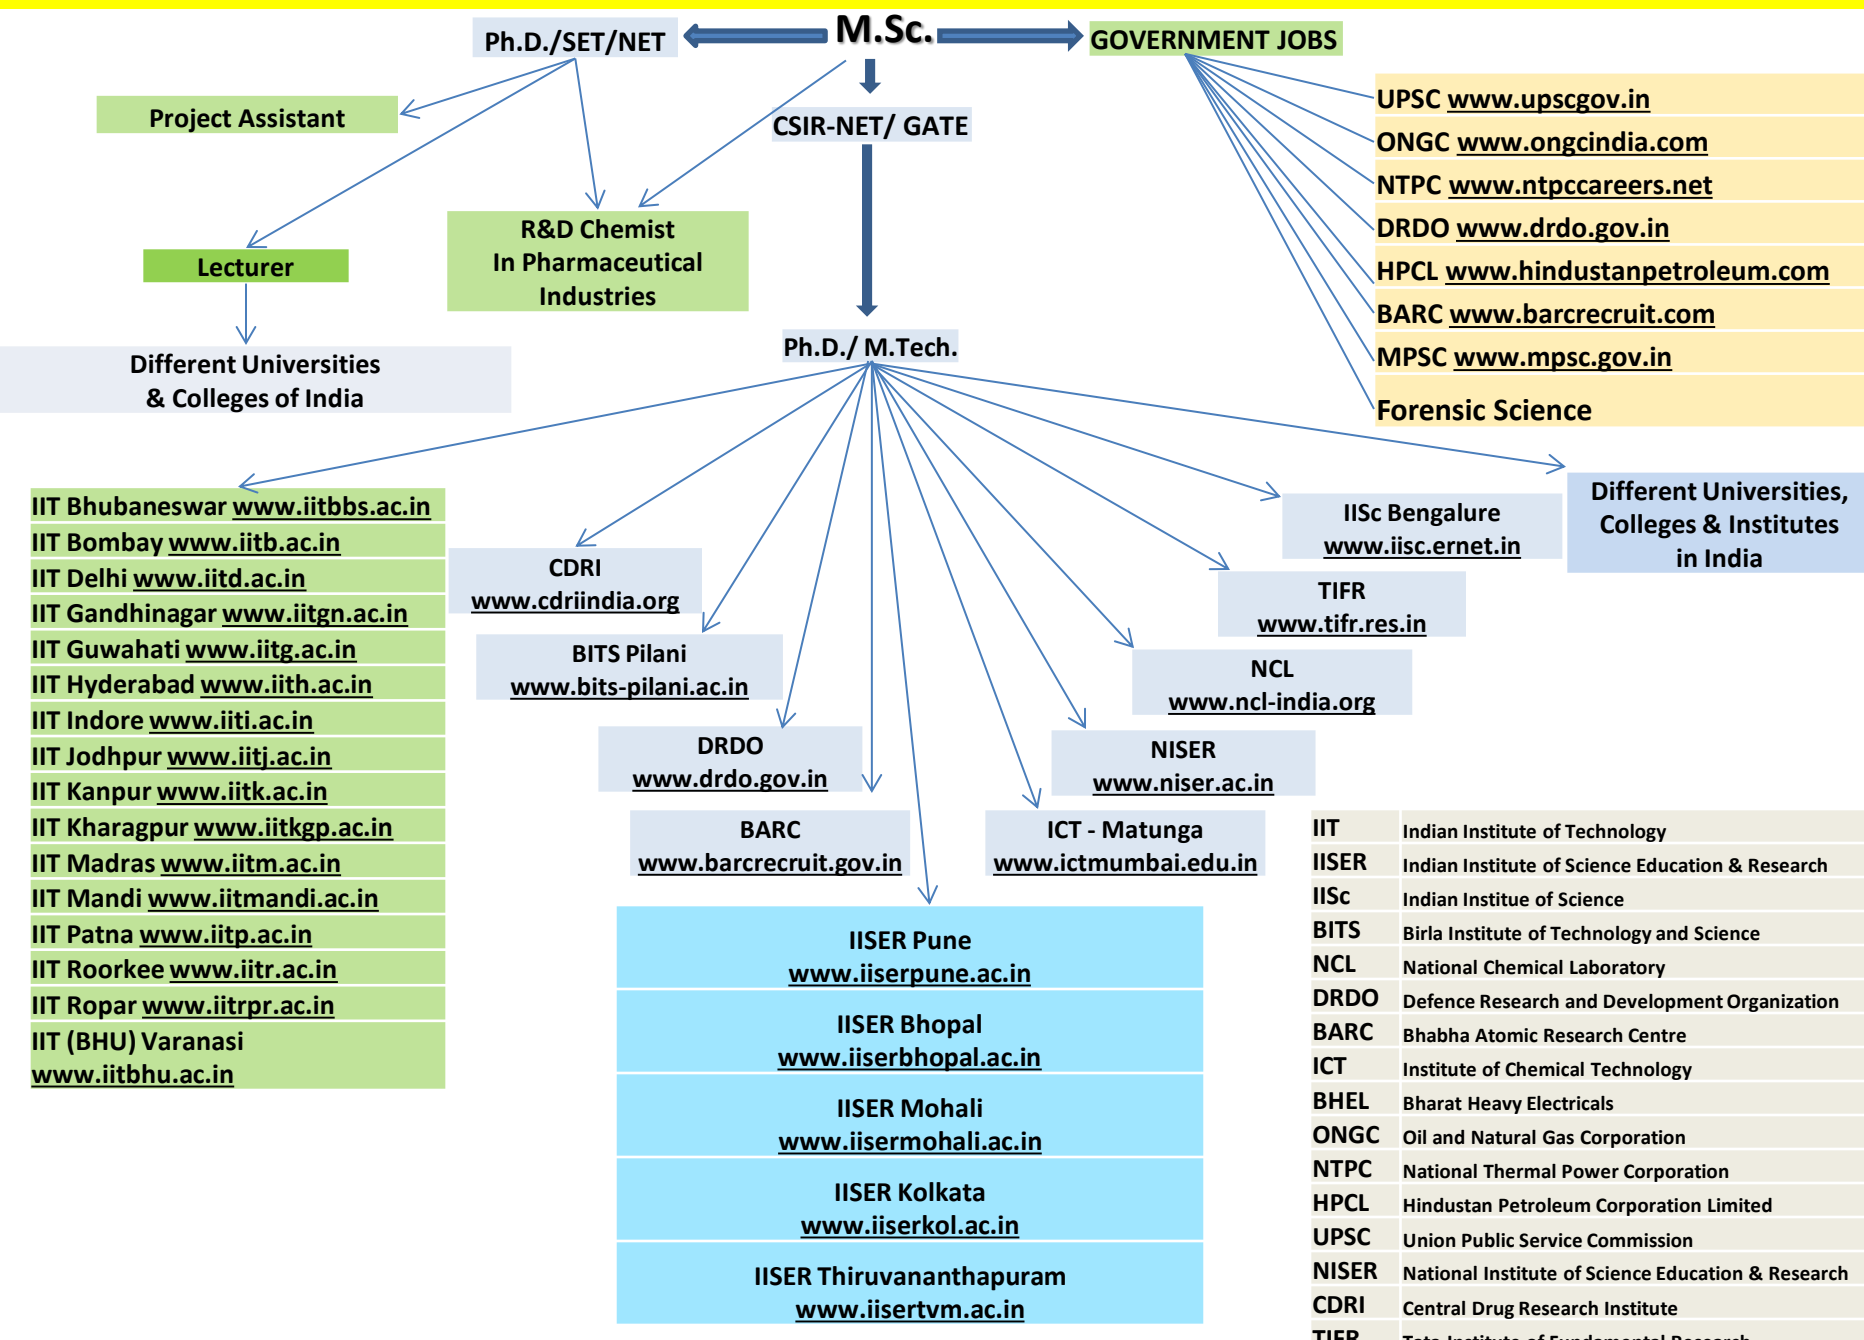 M.Sc.
Ph.D./SET/NET
GOVERNMENT JOBS
Project Assistant
CSIR-NET/ GATE
UPSC www.upscgov.in
ONGC www.ongcindia.com
NTPC www.ntpccareers.net
DRDO www.drdo.gov.in
HPCL www.hindustanpetroleum.com
BARC www.barcrecruit.com
MPSC www.mpsc.gov.in
Forensic Science
R&D Chemist
In Pharmaceutical
Industries
Lecturer
Different Universities
& Colleges of India
Ph.D./ M.Tech.
IIT Bhubaneswar www.iitbbs.ac.in
IIT Bombay www.iitb.ac.in
IIT Delhi www.iitd.ac.in
IIT Gandhinagar www.iitgn.ac.in
IIT Guwahati www.iitg.ac.in
IIT Hyderabad www.iith.ac.in
IIT Indore www.iiti.ac.in
IIT Jodhpur www.iitj.ac.in
IIT Kanpur www.iitk.ac.in
IIT Kharagpur www.iitkgp.ac.in
IIT Madras www.iitm.ac.in
IIT Mandi www.iitmandi.ac.in
IIT Patna www.iitp.ac.in
IIT Roorkee www.iitr.ac.in
IIT Ropar www.iitrpr.ac.in
IIT (BHU) Varanasi
www.iitbhu.ac.in
CDRI
www.cdriindia.org
BITS Pilani
www.bits-pilani.ac.in
DRDO
www.drdo.gov.in
BARC
www.barcrecruit.gov.in
IISER Pune
www.iiserpune.ac.in
IISER Bhopal
www.iiserbhopal.ac.in
IISER Mohali
www.iisermohali.ac.in
IISER Kolkata
www.iiserkol.ac.in
IISER Thiruvananthapuram
www.iisertvm.ac.in
ICT - Matunga
www.ictmumbai.edu.in
NISER
www.niser.ac.in
NCL
www.ncl-india.org
TIFR
www.tifr.res.in
IISc Bengalure
www.iisc.ernet.in
Different Universities,
Colleges & Institutes
in India
IIT Indian Institute of Technology
IISER Indian Institute of Science Education & Research
IISc Indian Institue of Science
BITS Birla Institute of Technology and Science
NCL National Chemical Laboratory
DRDO Defence Research and Development Organization
BARC Bhabha Atomic Research Centre
ICT Institute of Chemical Technology
BHEL Bharat Heavy Electricals
ONGC Oil and Natural Gas Corporation
NTPC National Thermal Power Corporation
HPCL Hindustan Petroleum Corporation Limited
UPSC Union Public Service Commission
NISER National Institute of Science Education & Research
CDRI Central Drug Research Institute
TIFR Tata Institute of Fundamental Research